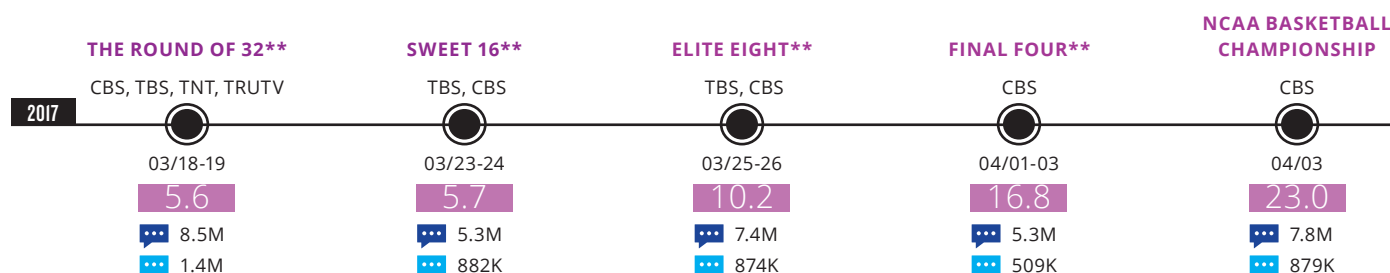 2017
THE ROUND OF 32**
CBS, TBS, TNT, TRUTV
03/18-19
5.6
8.5M
1.4M
SWEET 16**
TBS, CBS
03/23-24
5.7
5.3M
882K
ELITE EIGHT**
TBS, CBS
03/25-26
10.2
7.4M
874K
FINAL FOUR**
CBS
04/01-03
16.8
5.3M
509K
NCAA BASKETBALL
CHAMPIONSHIP
CBS
04/03
23.0
7.8M
879K